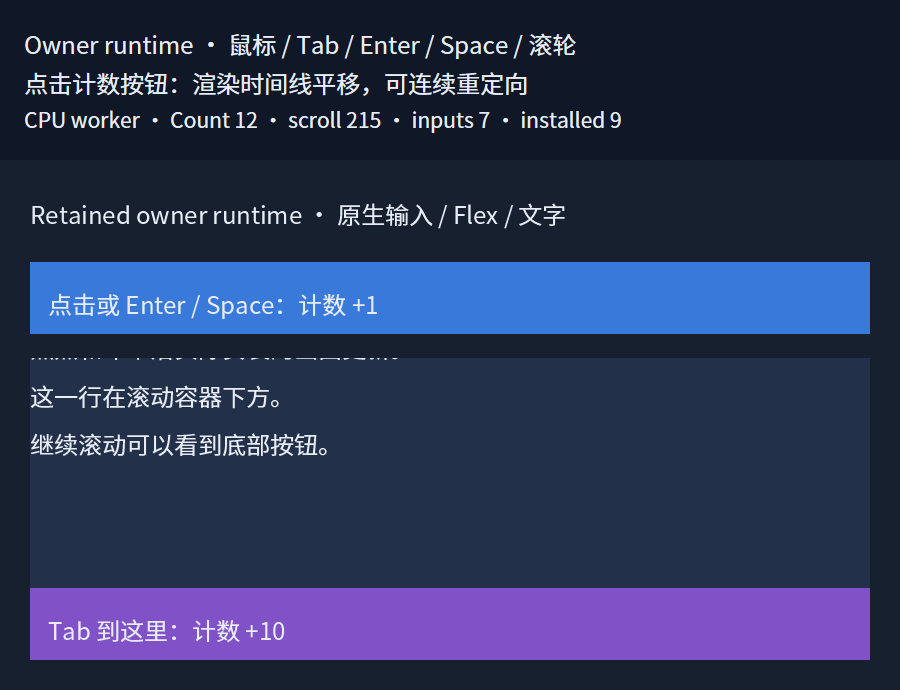 Owner runtime · 鼠标 / Tab / Enter / Space / 滚轮
点击计数按钮：渲染时间线平移，可连续重定向
CPU worker · Count 12 · scroll 215 · inputs 7 · installed 9
Retained owner runtime · 原生输入 / Flex / 文字
点击或 Enter / Space：计数 +1
这一行在滚动容器下方。
继续滚动可以看到底部按钮。
Tab 到这里：计数 +10